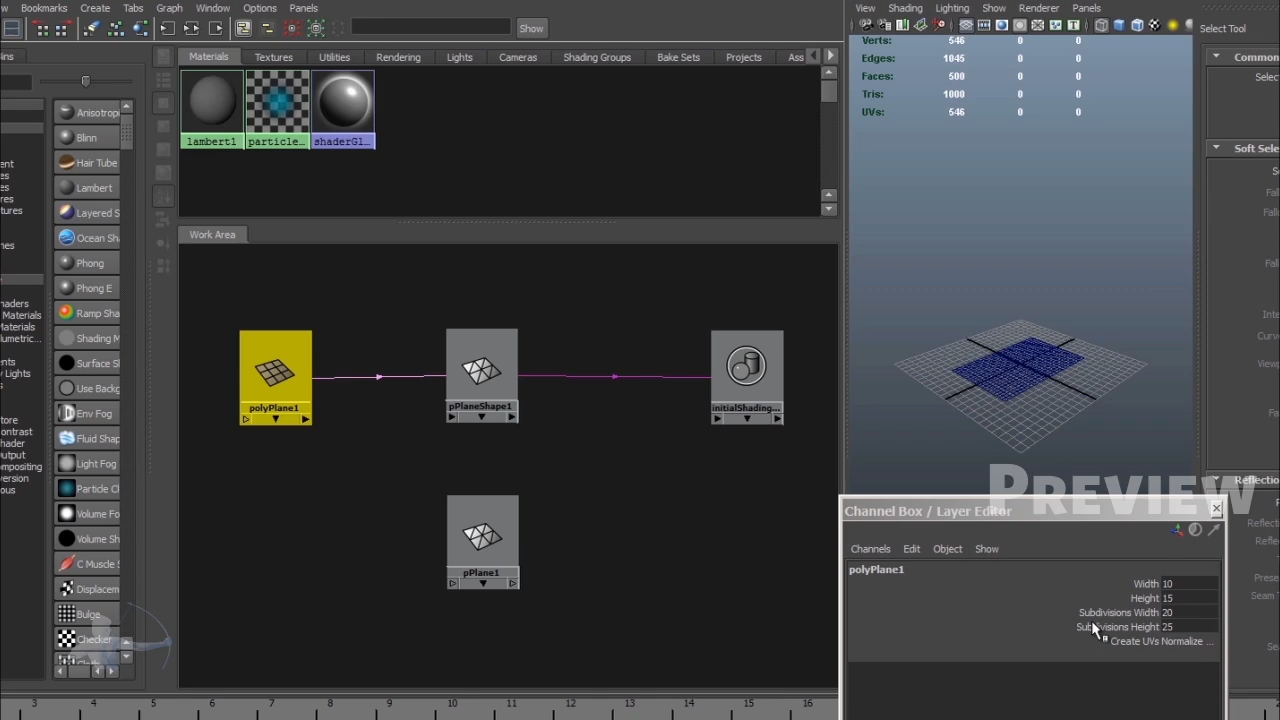 Bookmarks Create Tabs Graph Window Options Panels
Show
Materials Textures Utilities Rendering Lights Cameras Shading Groups Bake Sets Projects Ass
lambert1 particle... shaderGl...
Anisotropi
Blinn
Hair Tube
Lambert
Layered S
Ocean Sha
Phong
Phong E
Ramp Sha
Shading M
Surface Sh
Use Backg
Env Fog
Fluid Shap
Light Fog
Particle Cl
Volume Fo
Volume Sh
C Muscle S
Displacem
Bulge
Checker
Work Area
polyPlane1
pPlaneShape1
initialShading...
pPlane1
3 4 5 6 7 8 9 10 11 12 13 14 15 16
View Shading Lighting Show Renderer Panels
Verts: 546 0 0
Edges: 1045 0 0
Faces: 500 0 0
Tris: 1000 0 0
UVs: 546 0 0
Select Tool
Common
Selec
Soft Sele
Reflectio
PREVIEW
Channel Box / Layer Editor
Channels Edit Object Show
polyPlane1
Width 10
Height 15
Subdivisions Width 20
Subdivisions Height 25
Create UVs Normalize ...